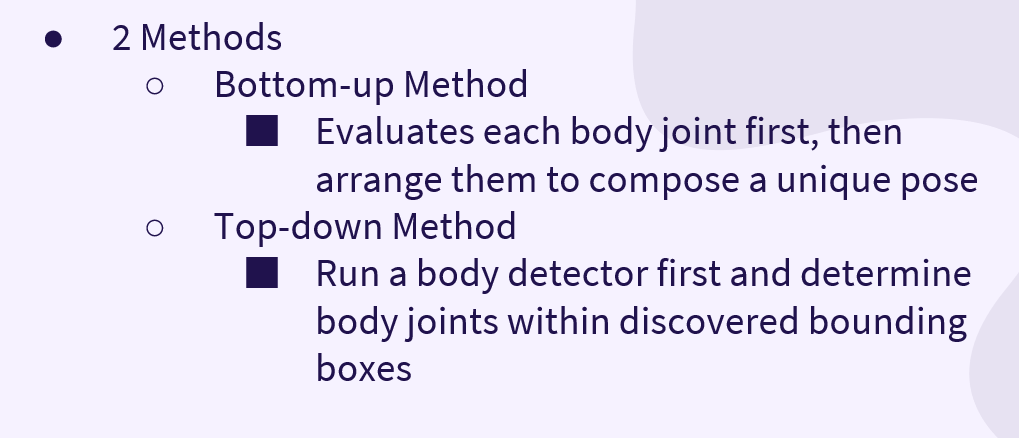 ● 2 Methods
○ Bottom-up Method
■ Evaluates each body joint first, then
arrange them to compose a unique pose
○ Top-down Method
■ Run a body detector first and determine
body joints within discovered bounding
boxes